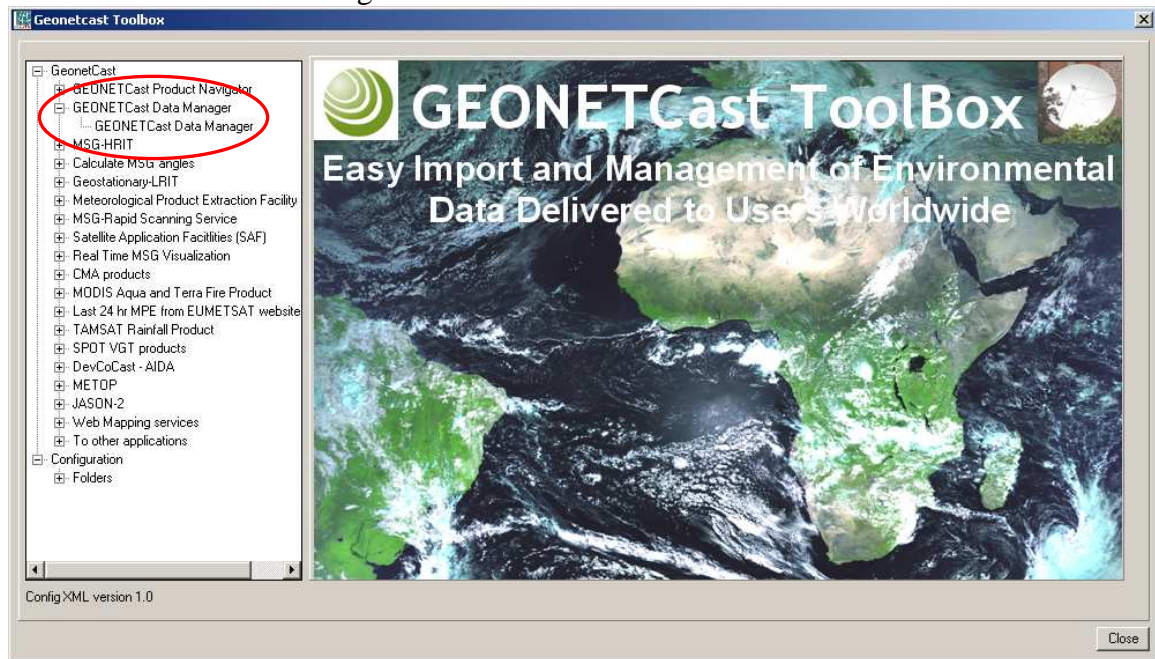 Geonetcast Toolbox
GeonetCast
GEONETCast Product Navigator
GEONETCast Data Manager
GEONETCast Data Manager
MSG-HRIT
Calculate MSG angles
Geostationary-LRIT
Meteorological Product Extraction Facility
MSG-Rapid Scanning Service
Satellite Application Facitlities (SAF)
Real Time MSG Visualization
CMA products
MODIS Aqua and Terra Fire Product
Last 24 hr MPE from EUMETSAT website
TAMSAT Rainfall Product
SPOT VGT products
DevCoCast - AIDA
METOP
JASON-2
Web Mapping services
To other applications
Configuration
Folders
GEONETCast ToolBox
Easy Import and Management of Environmental
Data Delivered to Users Worldwide
Config XML version 1.0
Close